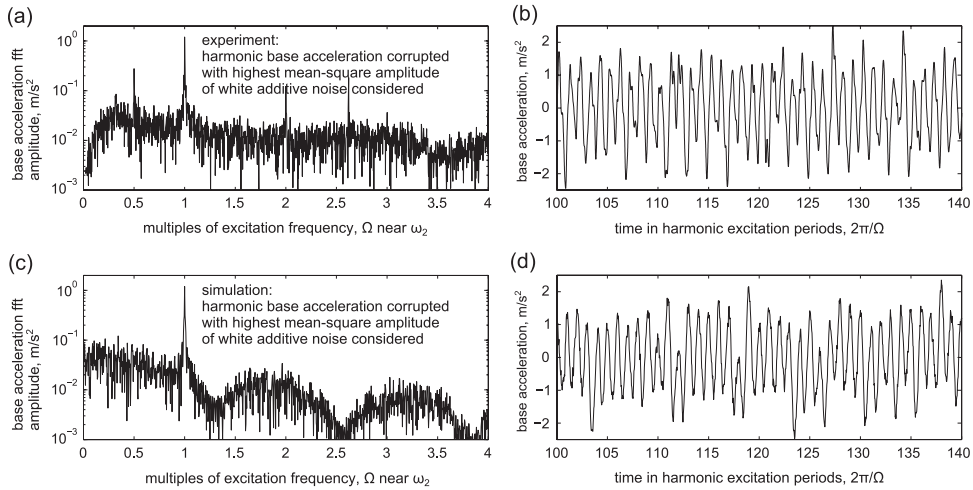 (a)
experiment:
harmonic base acceleration corrupted
with highest mean-square amplitude
of white additive noise considered
base acceleration fft
amplitude, m/s²
10⁰
10⁻¹
10⁻²
10⁻³
0 0.5 1 1.5 2 2.5 3 3.5 4
multiples of excitation frequency, Ω near ω₂
(b)
base acceleration, m/s²
2
1
0
−1
−2
100 105 110 115 120 125 130 135 140
time in harmonic excitation periods, 2π/Ω
(c)
simulation:
harmonic base acceleration corrupted
with highest mean-square amplitude
of white additive noise considered
base acceleration fft
amplitude, m/s²
10⁰
10⁻¹
10⁻²
10⁻³
0 0.5 1 1.5 2 2.5 3 3.5 4
multiples of excitation frequency, Ω near ω₂
(d)
base acceleration, m/s²
2
1
0
−1
−2
100 105 110 115 120 125 130 135 140
time in harmonic excitation periods, 2π/Ω